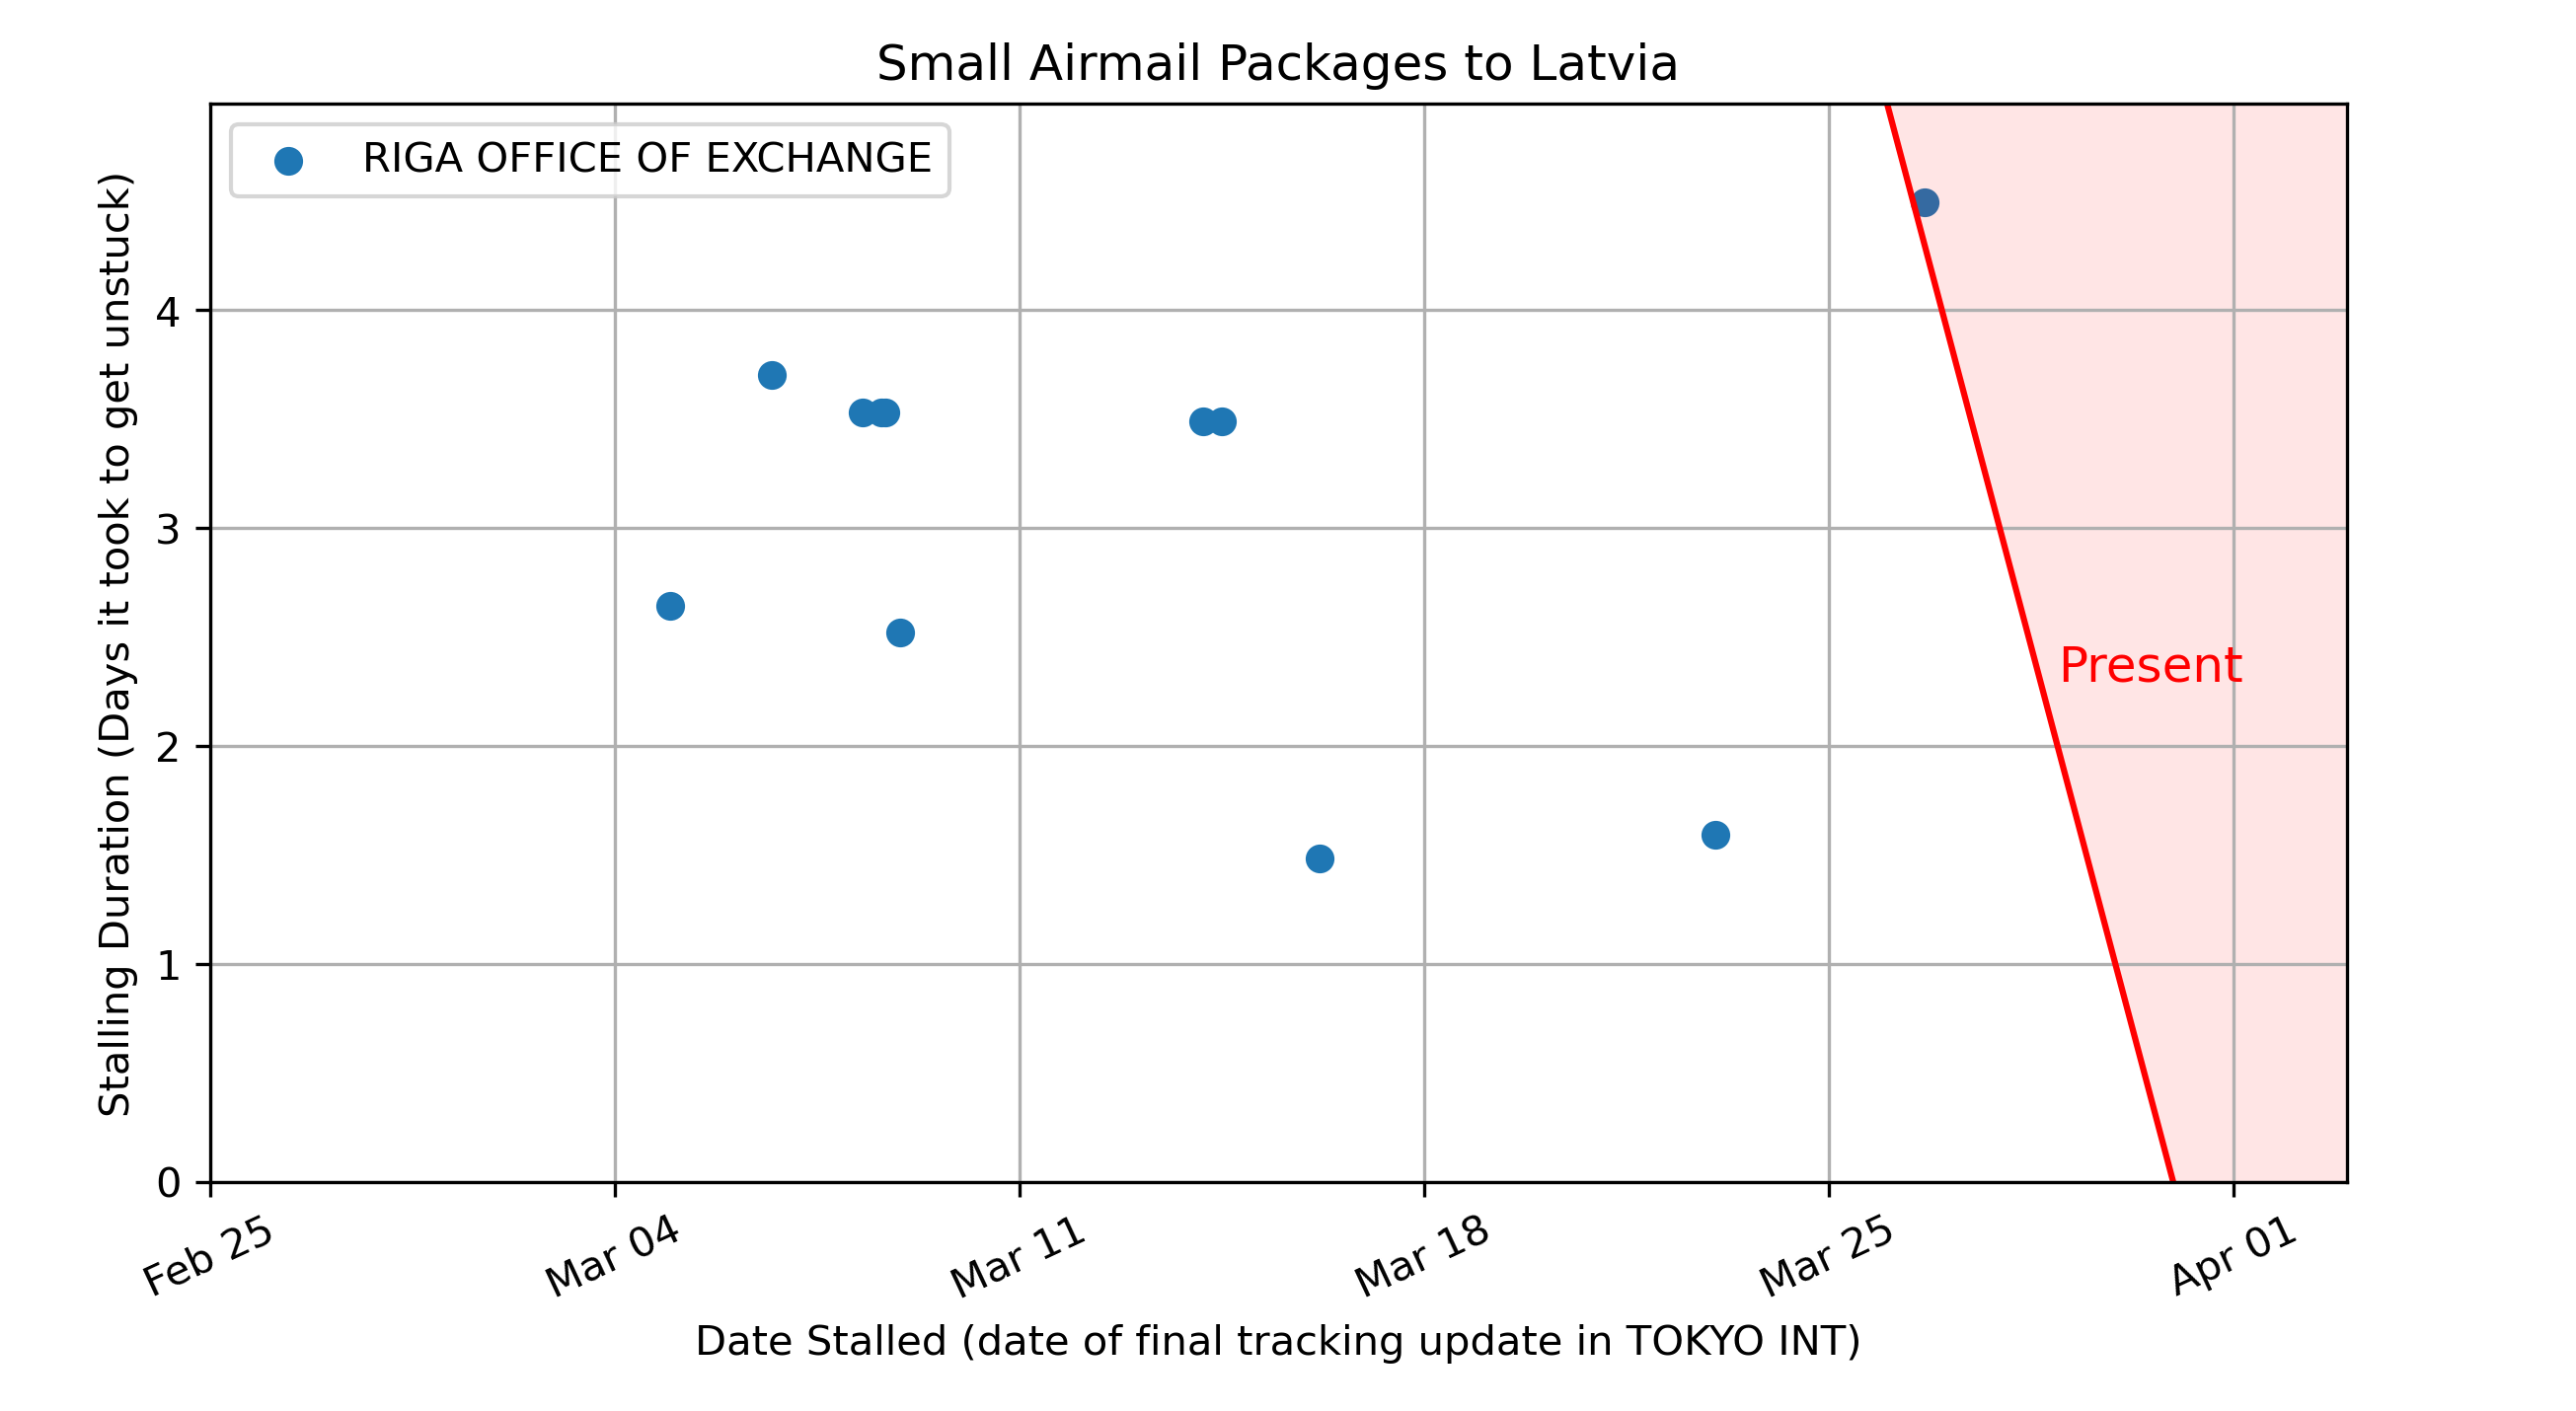 Small Airmail Packages to Latvia
RIGA OFFICE OF EXCHANGE
Stalling Duration (Days it took to get unstuck)
4
3
2
1
0
Present
Feb 25
Mar 04
Mar 11
Mar 18
Mar 25
Apr 01
Date Stalled (date of final tracking update in TOKYO INT)